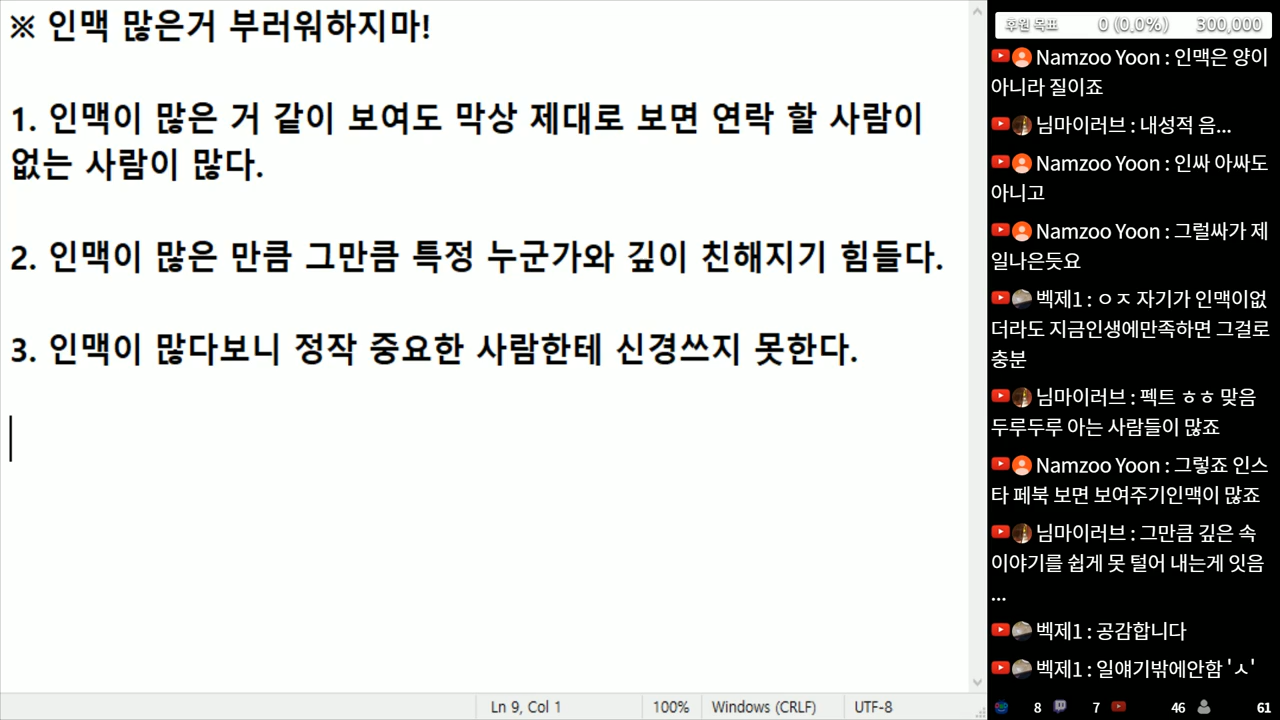 ※ 인맥 많은거 부러워하지마!
1. 인맥이 많은 거 같이 보여도 막상 제대로 보면 연락 할 사람이
없는 사람이 많다.
2. 인맥이 많은 만큼 그만큼 특정 누군가와 깊이 친해지기 힘들다.
3. 인맥이 많다보니 정작 중요한 사람한테 신경쓰지 못한다.
Ln 9, Col 1
100%
Windows (CRLF)
UTF-8
후원 목표 0 (0.0%) 300,000
Namzoo Yoon : 인맥은 양이
아니라 질이죠
님마이러브 : 내성적 음...
Namzoo Yoon : 인싸 아싸도
아니고
Namzoo Yoon : 그럴싸가 제
일나은듯요
벡제1 : ㅇㅈ 자기가 인맥이없
더라도 지금인생에만족하면 그걸로
충분
님마이러브 : 펙트 ㅎㅎ 맞음
두루두루 아는 사람들이 많죠
Namzoo Yoon : 그렇죠 인스
타 페북 보면 보여주기인맥이 많죠
님마이러브 : 그만큼 깊은 속
이야기를 쉽게 못 털어 내는게 잇음
...
벡제1 : 공감합니다
벡제1 : 일얘기밖에안함 'ㅅ'
8 7 46 61